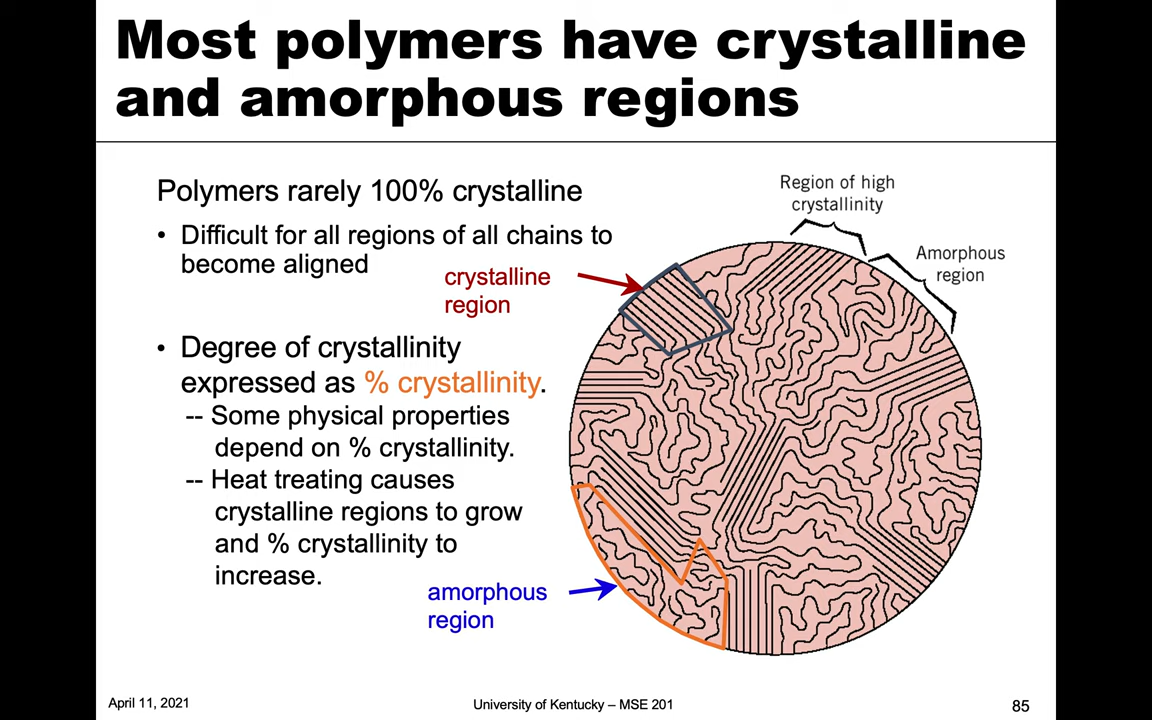 Most polymers have crystalline
and amorphous regions
Polymers rarely 100% crystalline
• Difficult for all regions of all chains to
become aligned
crystalline
region
• Degree of crystallinity
expressed as % crystallinity.
-- Some physical properties
depend on % crystallinity.
-- Heat treating causes
crystalline regions to grow
and % crystallinity to
increase.
amorphous
region
Region of high
crystallinity
Amorphous
region
April 11, 2021
University of Kentucky – MSE 201
85